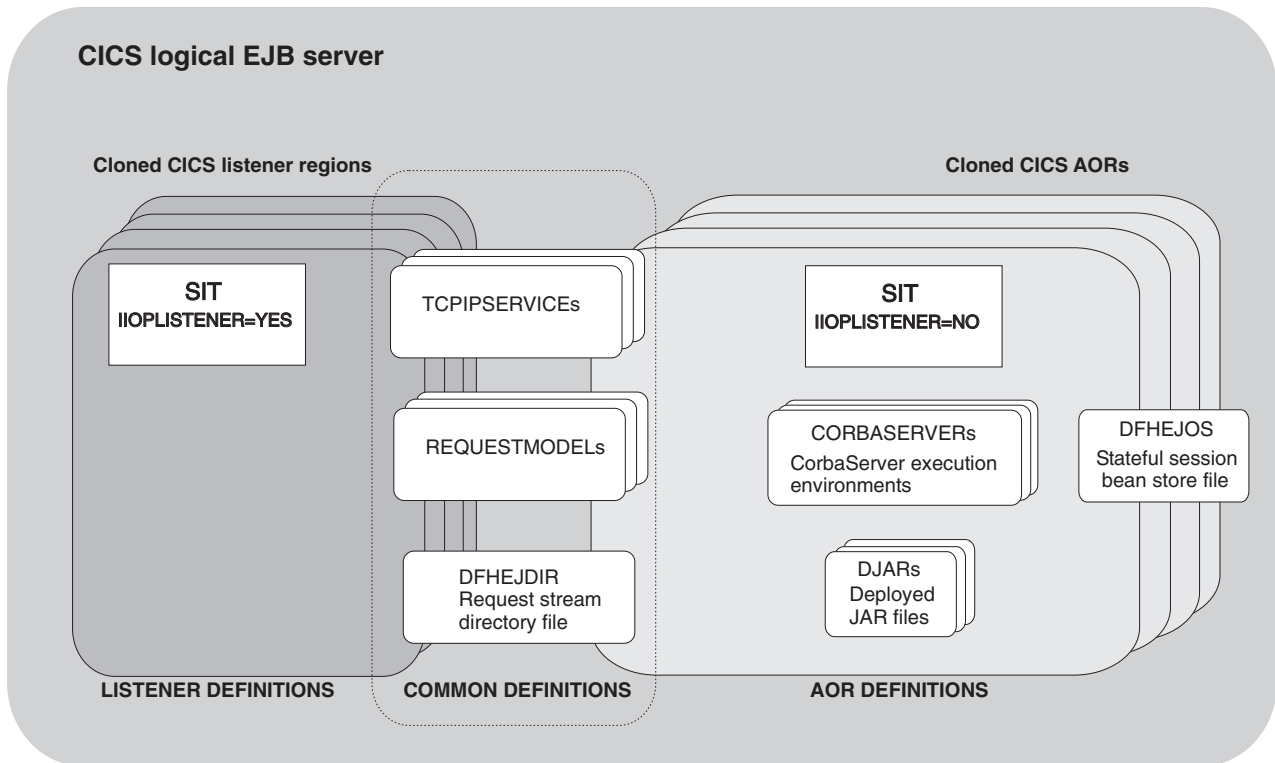 CICS logical EJB server
Cloned CICS listener regions
Cloned CICS AORs
SIT
IIOPLISTENER=YES
TCPIPSERVICEs
SIT
IIOPLISTENER=NO
REQUESTMODELs
CORBASERVERs
CorbaServer execution
environments
DFHEJOS
Stateful session
bean store file
DFHEJDIR
Request stream
directory file
DJARs
Deployed
JAR files
LISTENER DEFINITIONS
COMMON DEFINITIONS
AOR DEFINITIONS